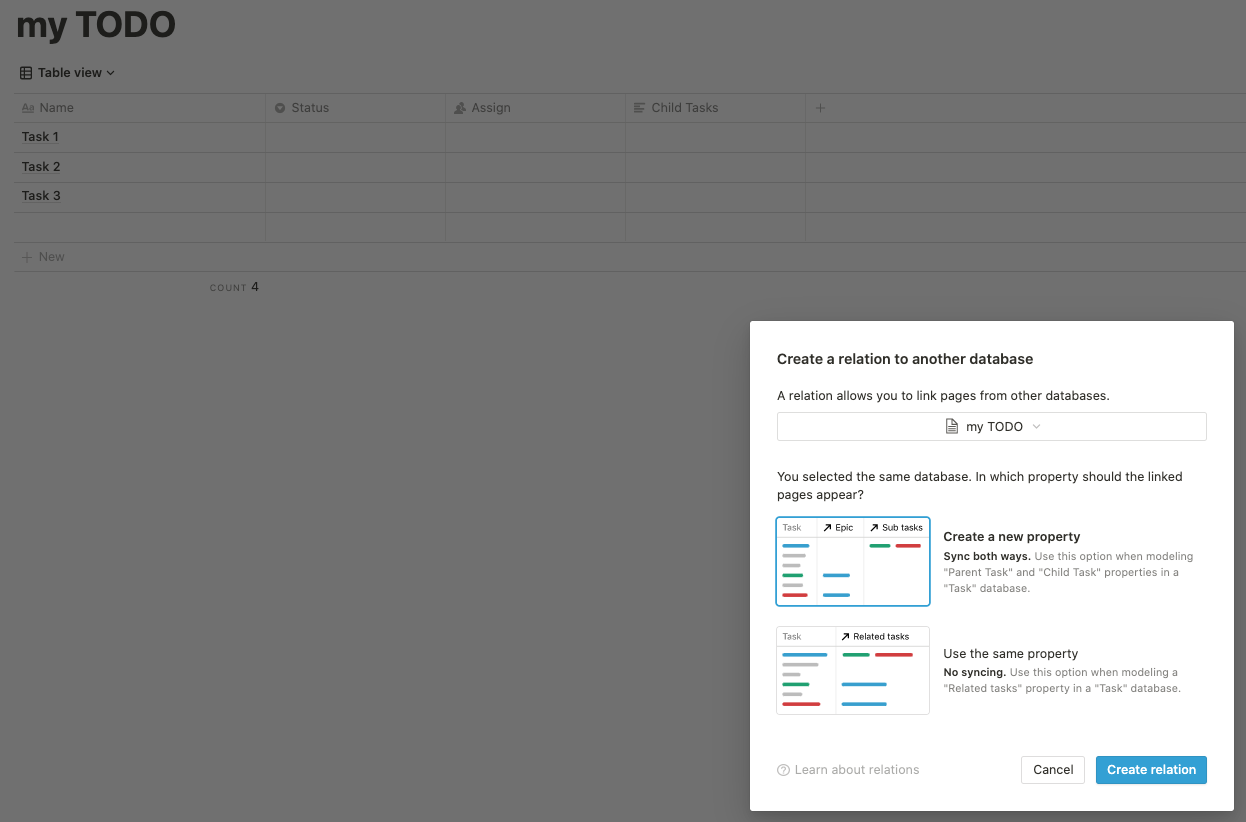 my TODO
Table view
Aa Name Status Assign Child Tasks
Task 1
Task 2
Task 3
New
COUNT 4
Create a relation to another database
A relation allows you to link pages from other databases.
my TODO
You selected the same database. In which property should the linked
pages appear?
Task Epic Sub tasks
Create a new property
Sync both ways. Use this option when modeling
"Parent Task" and "Child Task" properties in a
"Task" database.
Task Related tasks
Use the same property
No syncing. Use this option when modeling a
"Related tasks" property in a "Task" database.
Learn about relations
Cancel
Create relation